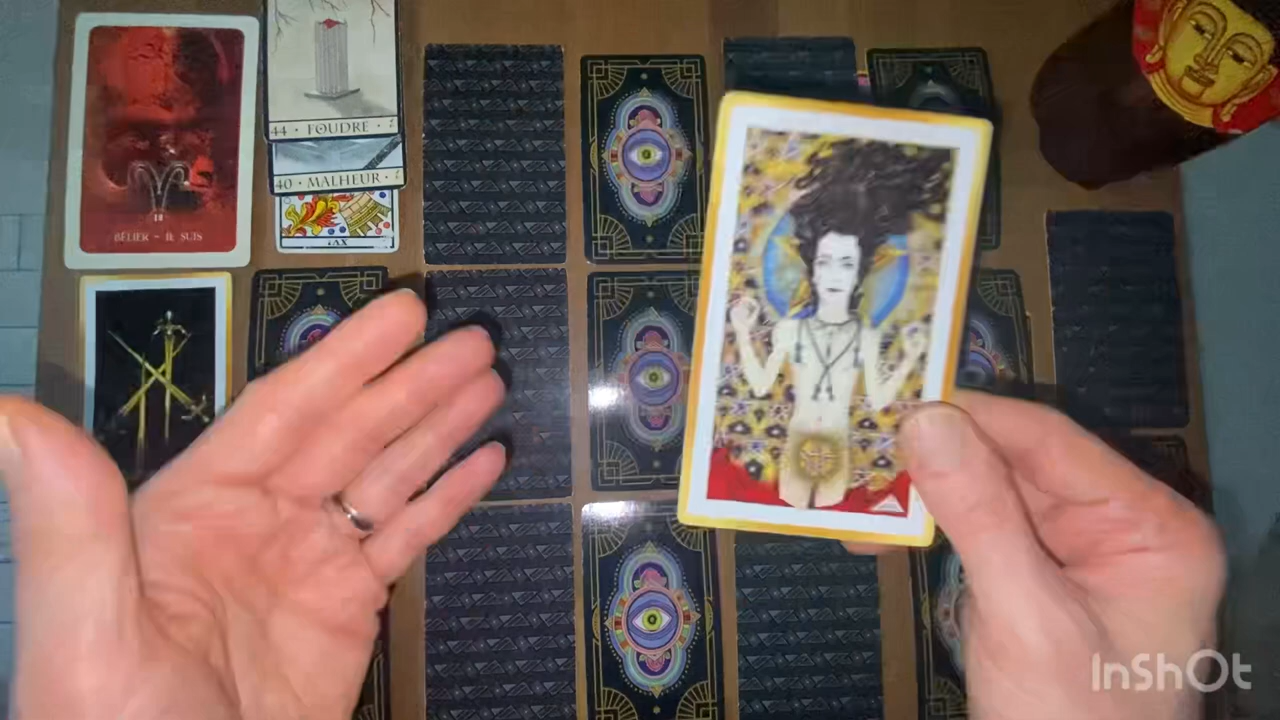 44 • FOUDRE •
40 • MALHEUR •
BÉLIER ~ JE SUIS
InShOt